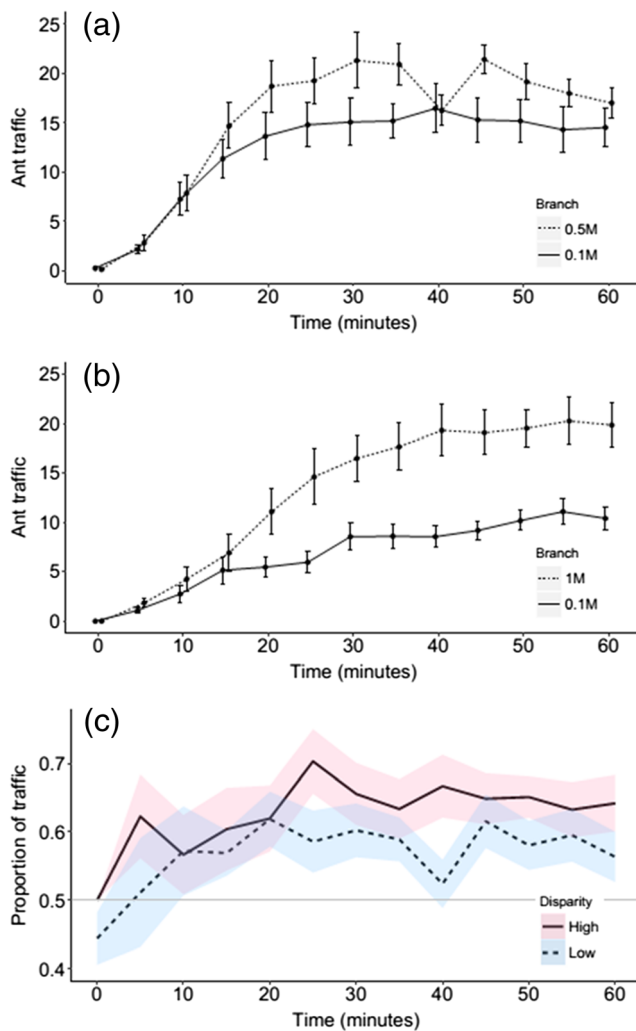 (a)
Ant traffic
25
20
15
10
5
0
Branch
0.5M
0.1M
0 10 20 30 40 50 60
Time (minutes)
(b)
Ant traffic
25
20
15
10
5
0
Branch
1M
0.1M
0 10 20 30 40 50 60
Time (minutes)
(c)
Proportion of traffic
0.7
0.6
0.5
0.4
Disparity
High
Low
0 10 20 30 40 50 60
Time (minutes)